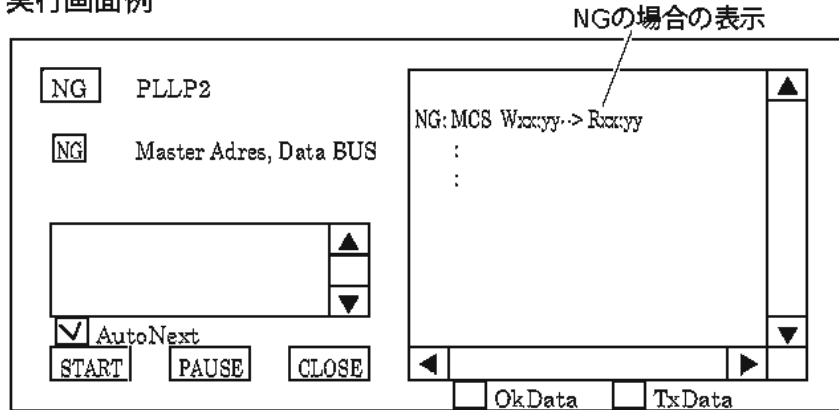 実行画面例
NGの場合の表示
NG PLLP2
NG Master Adres, Data BUS
NG: MCS Wxx:yy--> Rxx:yy
:
:
AutoNext
START PAUSE CLOSE
OkData TxData